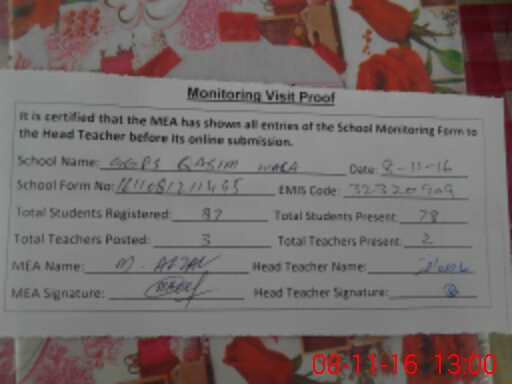 Monitoring Visit Proof
It is certified that the MEA has shown all entries of the School Monitoring Form to
the Head Teacher before its online submission.
School Name: GGPS QASIM WALA Date: 8-11-16
School Form No: EMIS Code: 32320909
Total Students Registered: 87 Total Students Present: 78
Total Teachers Posted: 3 Total Teachers Present: 2
MEA Name: M. AFZAL Head Teacher Name:
MEA Signature: Head Teacher Signature:
08-11-16 13:00